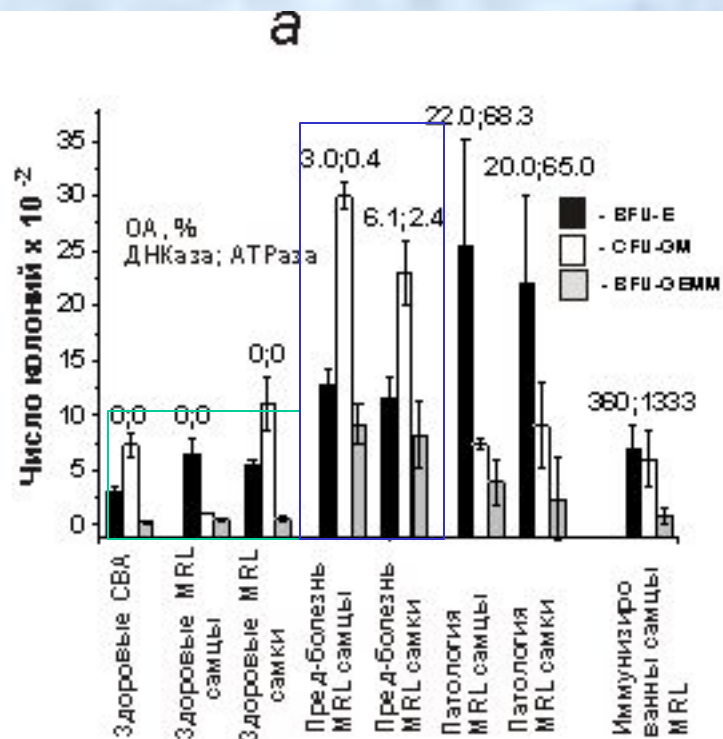 а
Число колоний x 10 -2
35
30
25
20
15
10
5
0
ОА, %
ДНКаза; АТРаза
0;0
0;0
0;0
3.0;0.4
6.1;2.4
22.0;68.3
20.0;65.0
360;1333
- BFU-E
- CFU-GM
- BFU-GEMM
Здоровые СВА
Здоровые MRL
самцы
Здоровые MRL
самки
Пред-болезнь
MRL самцы
Пред-болезнь
MRL самки
Патология
MRL самцы
Патология
MRL самки
Иммунизиро
ванны самцы
MRL